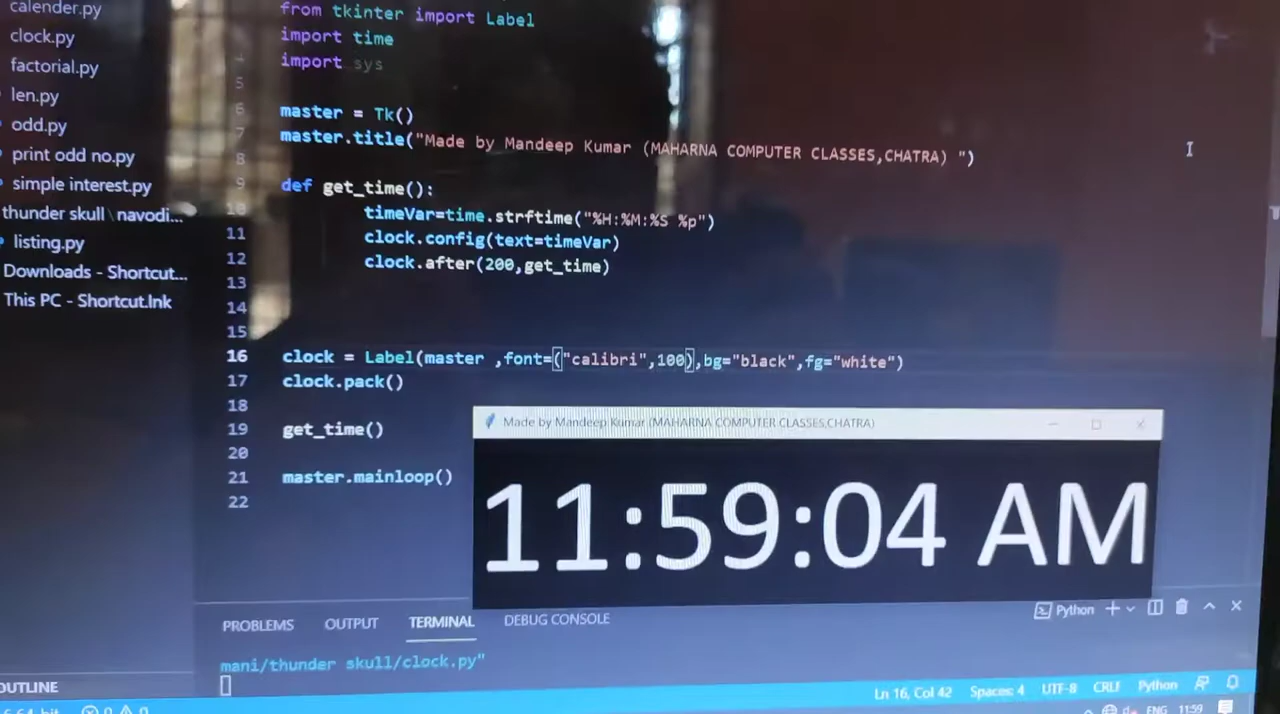 calender.py
clock.py
factorial.py
len.py
odd.py
print odd no.py
simple interest.py
thunder skull \ navodi...
listing.py
Downloads - Shortcut...
This PC - Shortcut.lnk
OUTLINE
from tkinter import Label
import time
4 import sys
5
6 master = Tk()
7 master.title("Made by Mandeep Kumar (MAHARNA COMPUTER CLASSES,CHATRA) ")
8
9 def get_time():
10 timeVar=time.strftime("%H:%M:%S %p")
11 clock.config(text=timeVar)
12 clock.after(200,get_time)
13
14
15
16 clock = Label(master ,font=("calibri",100),bg="black",fg="white")
17 clock.pack()
18
19 get_time()
20
21 master.mainloop()
22
Made by Mandeep Kumar (MAHARNA COMPUTER CLASSES,CHATRA)
11:59:04 AM
PROBLEMS OUTPUT TERMINAL DEBUG CONSOLE
Python
mani/thunder skull/clock.py"
Ln 16, Col 42 Spaces: 4 UTF-8 CRLF Python
ENG 11:59